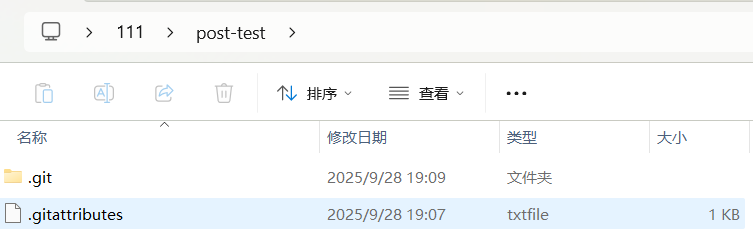 111 post-test
排序 查看
名称 修改日期 类型 大小
.git 2025/9/28 19:09 文件夹
.gitattributes 2025/9/28 19:07 txtfile 1 KB